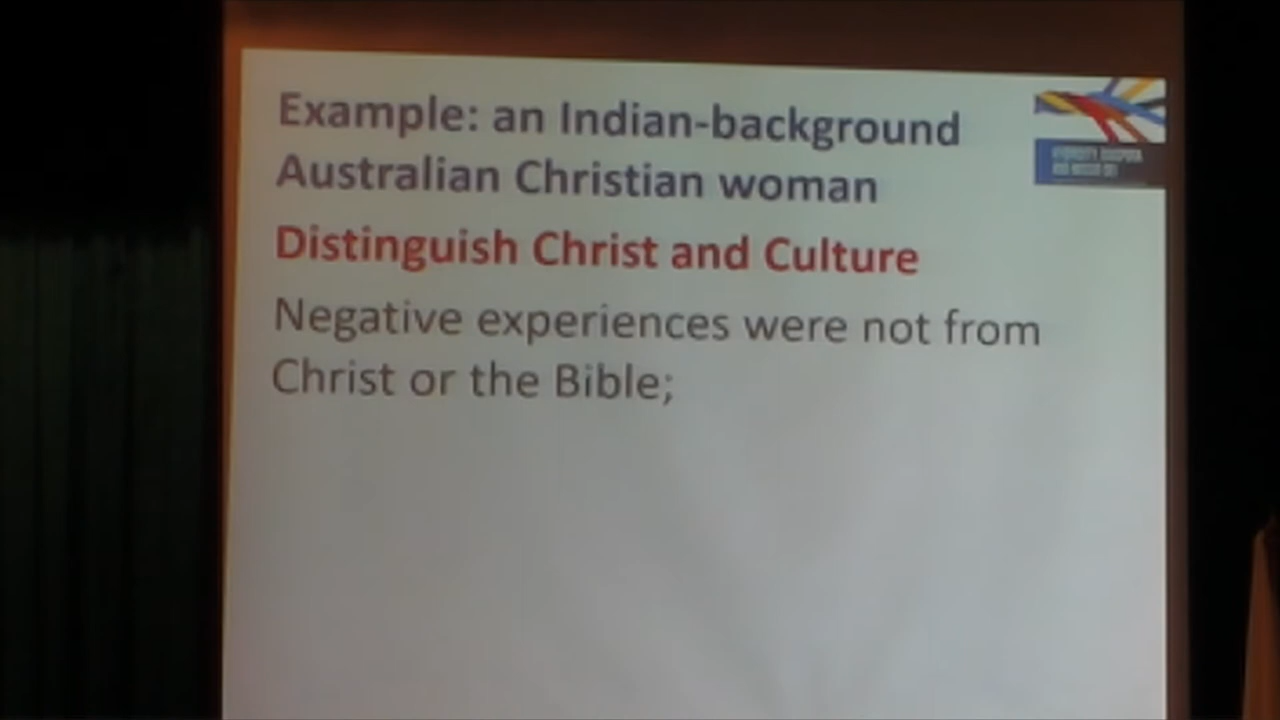 Example: an Indian-background
Australian Christian woman
Distinguish Christ and Culture
Negative experiences were not from
Christ or the Bible;